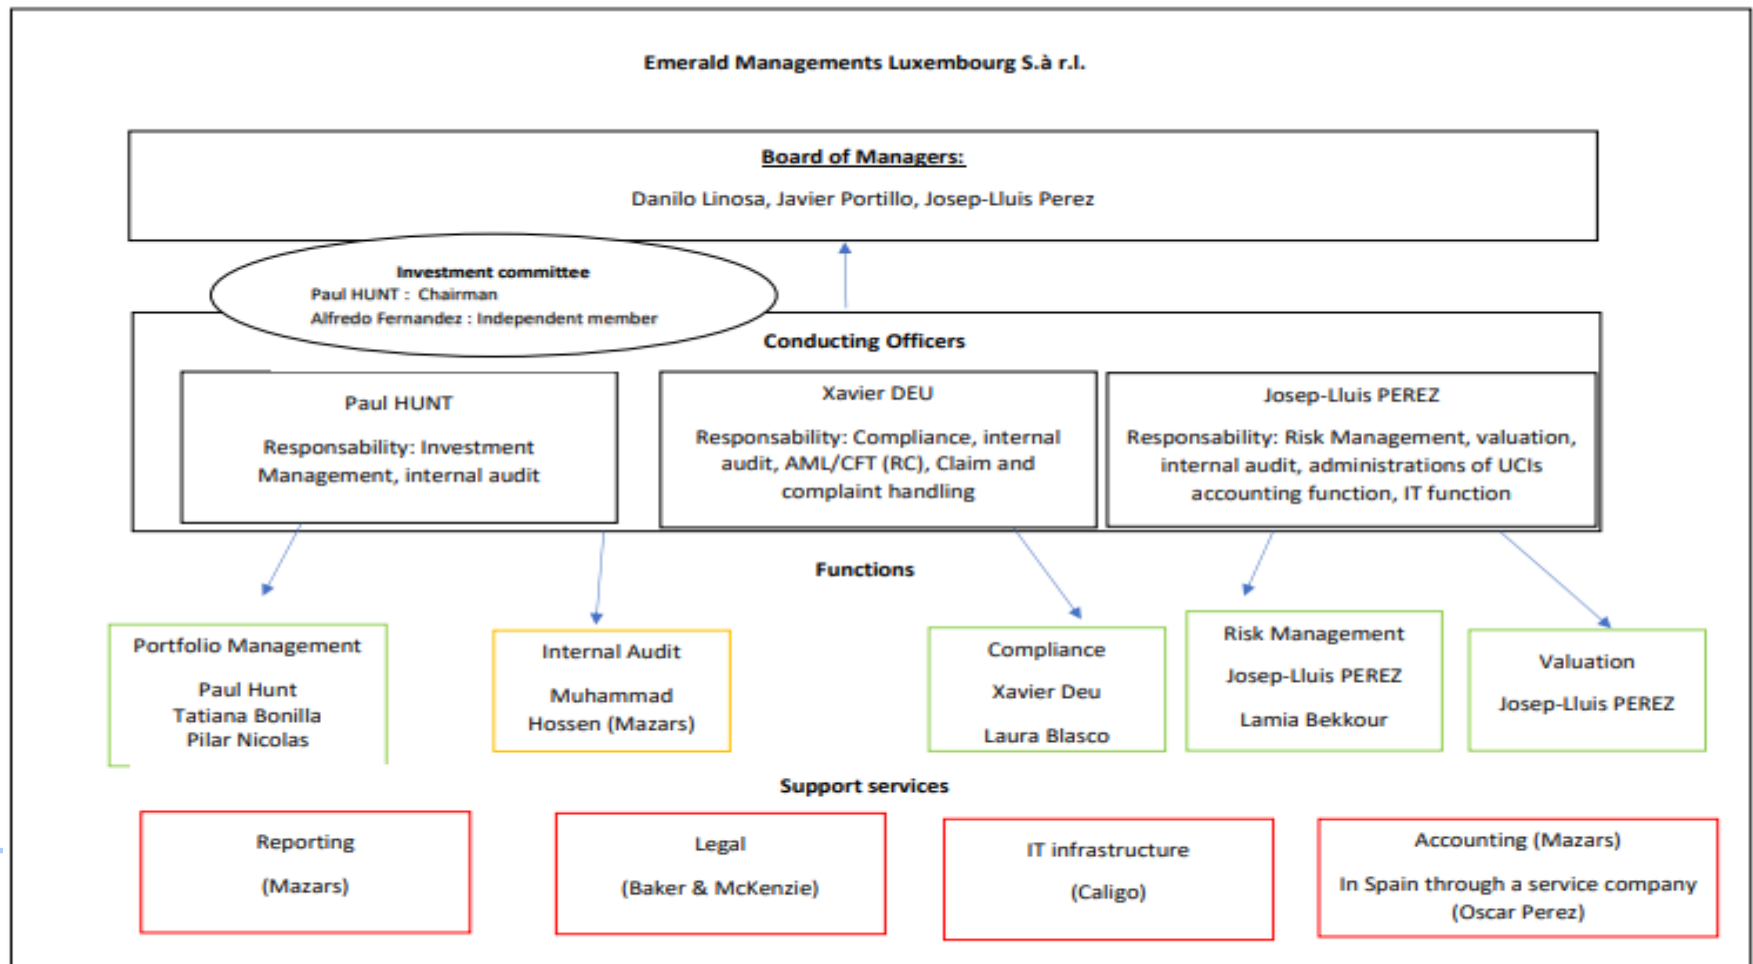 Emerald Managements Luxembourg S.à r.l.
Board of Managers:
Danilo Linosa, Javier Portillo, Josep-Lluis Perez
Investment committee
Paul HUNT : Chairman
Alfredo Fernandez : Independent member
Conducting Officers
Paul HUNT
Responsability: Investment
Management, internal audit
Xavier DEU
Responsability: Compliance, internal
audit, AML/CFT (RC), Claim and
complaint handling
Josep-Lluis PEREZ
Responsability: Risk Management, valuation,
internal audit, administrations of UCIs
accounting function, IT function
Functions
Portfolio Management
Paul Hunt
Tatiana Bonilla
Pilar Nicolas
Internal Audit
Muhammad
Hossen (Mazars)
Compliance
Xavier Deu
Laura Blasco
Risk Management
Josep-Lluis PEREZ
Lamia Bekkour
Valuation
Josep-Lluis PEREZ
Support services
Reporting
(Mazars)
Legal
(Baker & McKenzie)
IT infrastructure
(Caligo)
Accounting (Mazars)
In Spain through a service company
(Oscar Perez)